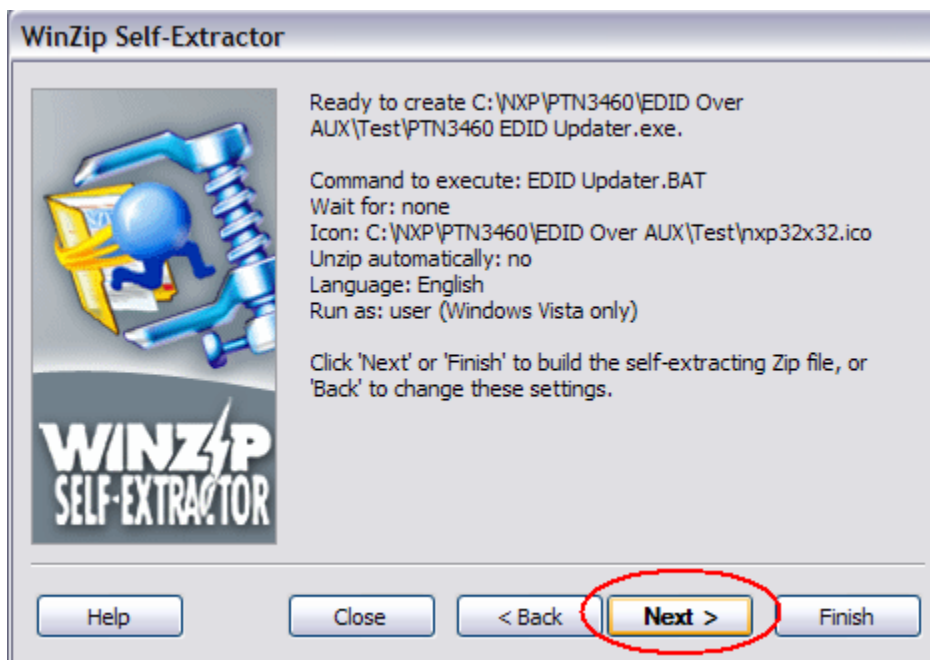 WinZip Self-Extractor
Ready to create C:\NXP\PTN3460\EDID Over
AUX\Test\PTN3460 EDID Updater.exe.
Command to execute: EDID Updater.BAT
Wait for: none
Icon: C:\NXP\PTN3460\EDID Over AUX\Test\nxp32x32.ico
Unzip automatically: no
Language: English
Run as: user (Windows Vista only)
Click 'Next' or 'Finish' to build the self-extracting Zip file, or
'Back' to change these settings.
WINZIP
SELF-EXTRACTOR
Help
Close
< Back
Next >
Finish